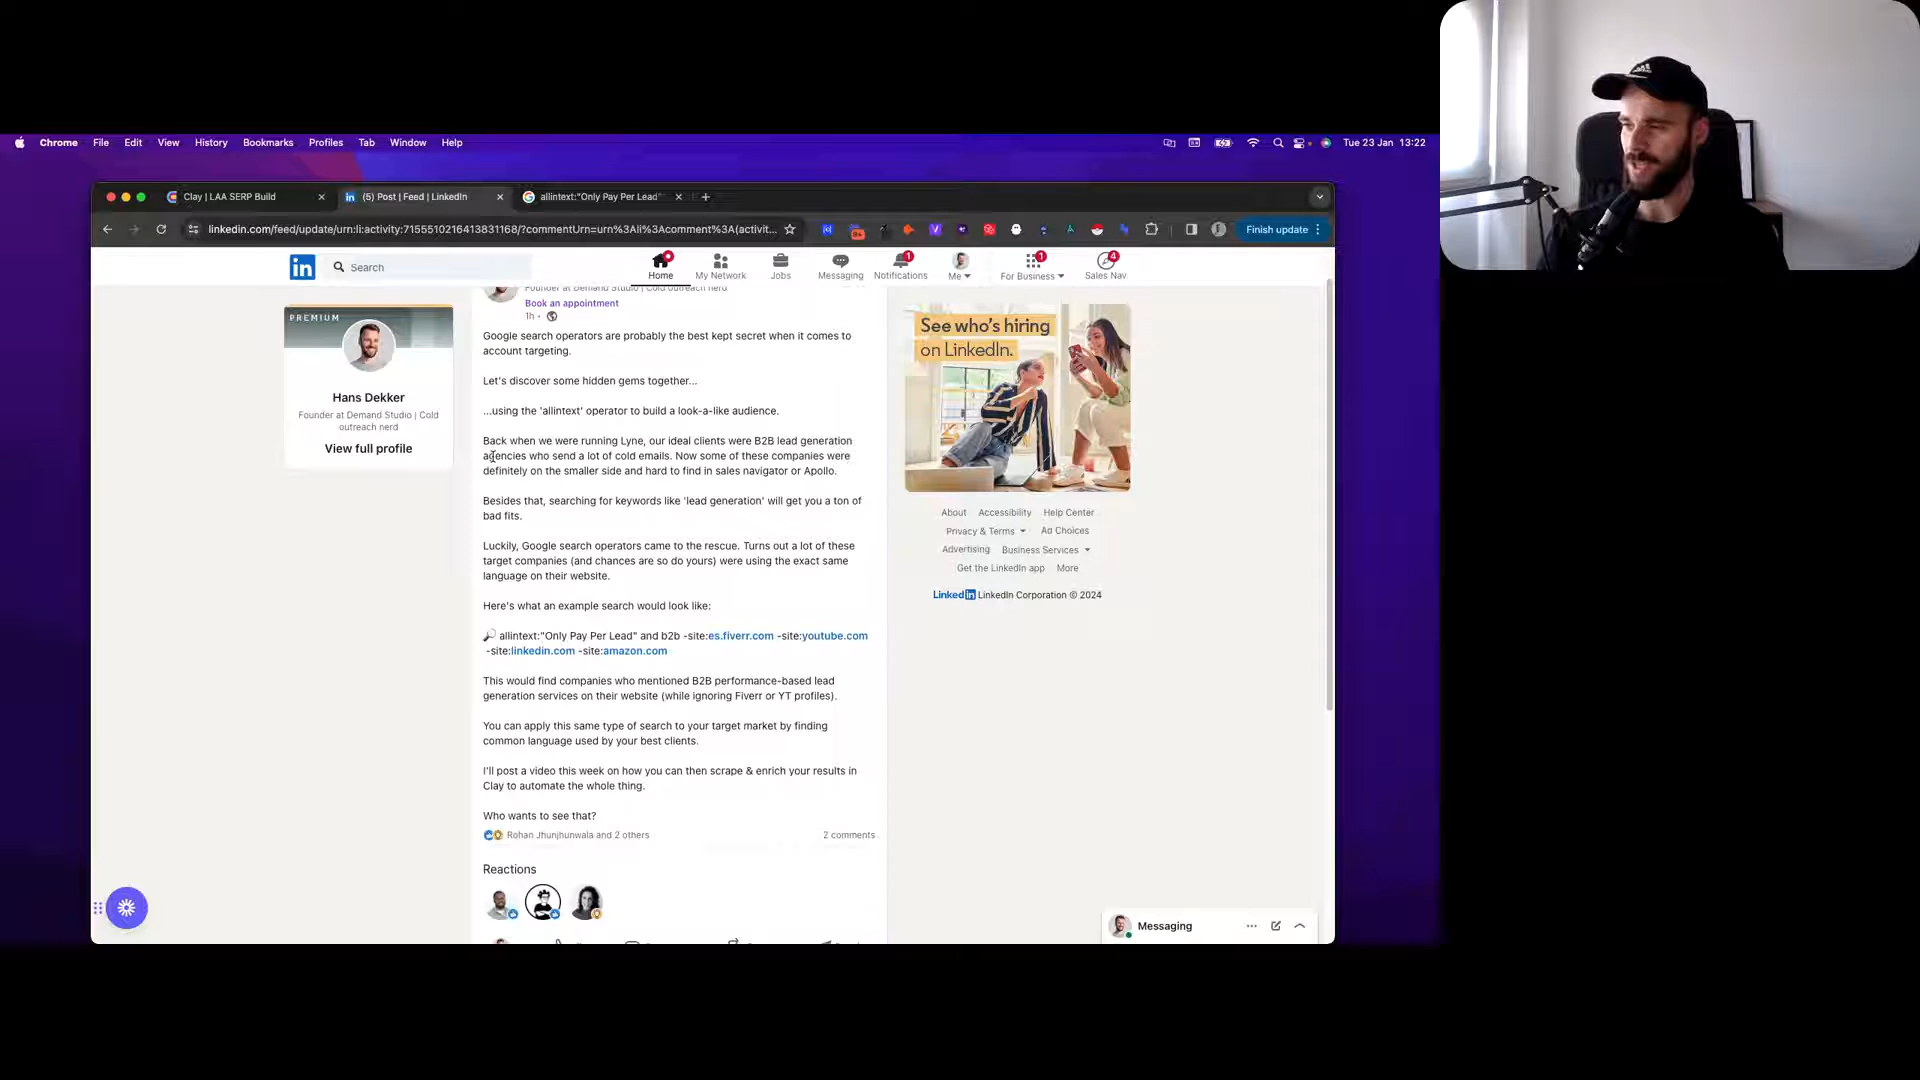 Chrome File Edit View History Bookmarks Profiles Tab Window Help
Tue 23 Jan 13:22
Clay | LAA SERP Build
(5) Post | Feed | LinkedIn
allintext:"Only Pay Per Lead"
linkedin.com/feed/update/urn:li:activity:7155510216413831168/?commentUrn=urn%3Ali%3Acomment%3A(activit...
Finish update
Search
Home
My Network
Jobs
Messaging
1
Notifications
Me
1
For Business
4
Sales Nav
PREMIUM
Hans Dekker
Founder at Demand Studio | Cold
outreach nerd
View full profile
Founder at Demand Studio | Cold outreach nerd
Book an appointment
1h •
Google search operators are probably the best kept secret when it comes to
account targeting.
Let's discover some hidden gems together...
...using the 'allintext' operator to build a look-a-like audience.
Back when we were running Lyne, our ideal clients were B2B lead generation
agencies who send a lot of cold emails. Now some of these companies were
definitely on the smaller side and hard to find in sales navigator or Apollo.
Besides that, searching for keywords like 'lead generation' will get you a ton of
bad fits.
Luckily, Google search operators came to the rescue. Turns out a lot of these
target companies (and chances are so do yours) were using the exact same
language on their website.
Here's what an example search would look like:
allintext:"Only Pay Per Lead" and b2b -site:es.fiverr.com -site:youtube.com
-site:linkedin.com -site:amazon.com
This would find companies who mentioned B2B performance-based lead
generation services on their website (while ignoring Fiverr or YT profiles).
You can apply this same type of search to your target market by finding
common language used by your best clients.
I'll post a video this week on how you can then scrape & enrich your results in
Clay to automate the whole thing.
Who wants to see that?
Rohan Jhunjhunwala and 2 others
2 comments
Reactions
See who's hiring
on LinkedIn.
About Accessibility Help Center
Privacy & Terms Ad Choices
Advertising Business Services
Get the LinkedIn app More
Linked in LinkedIn Corporation © 2024
Messaging